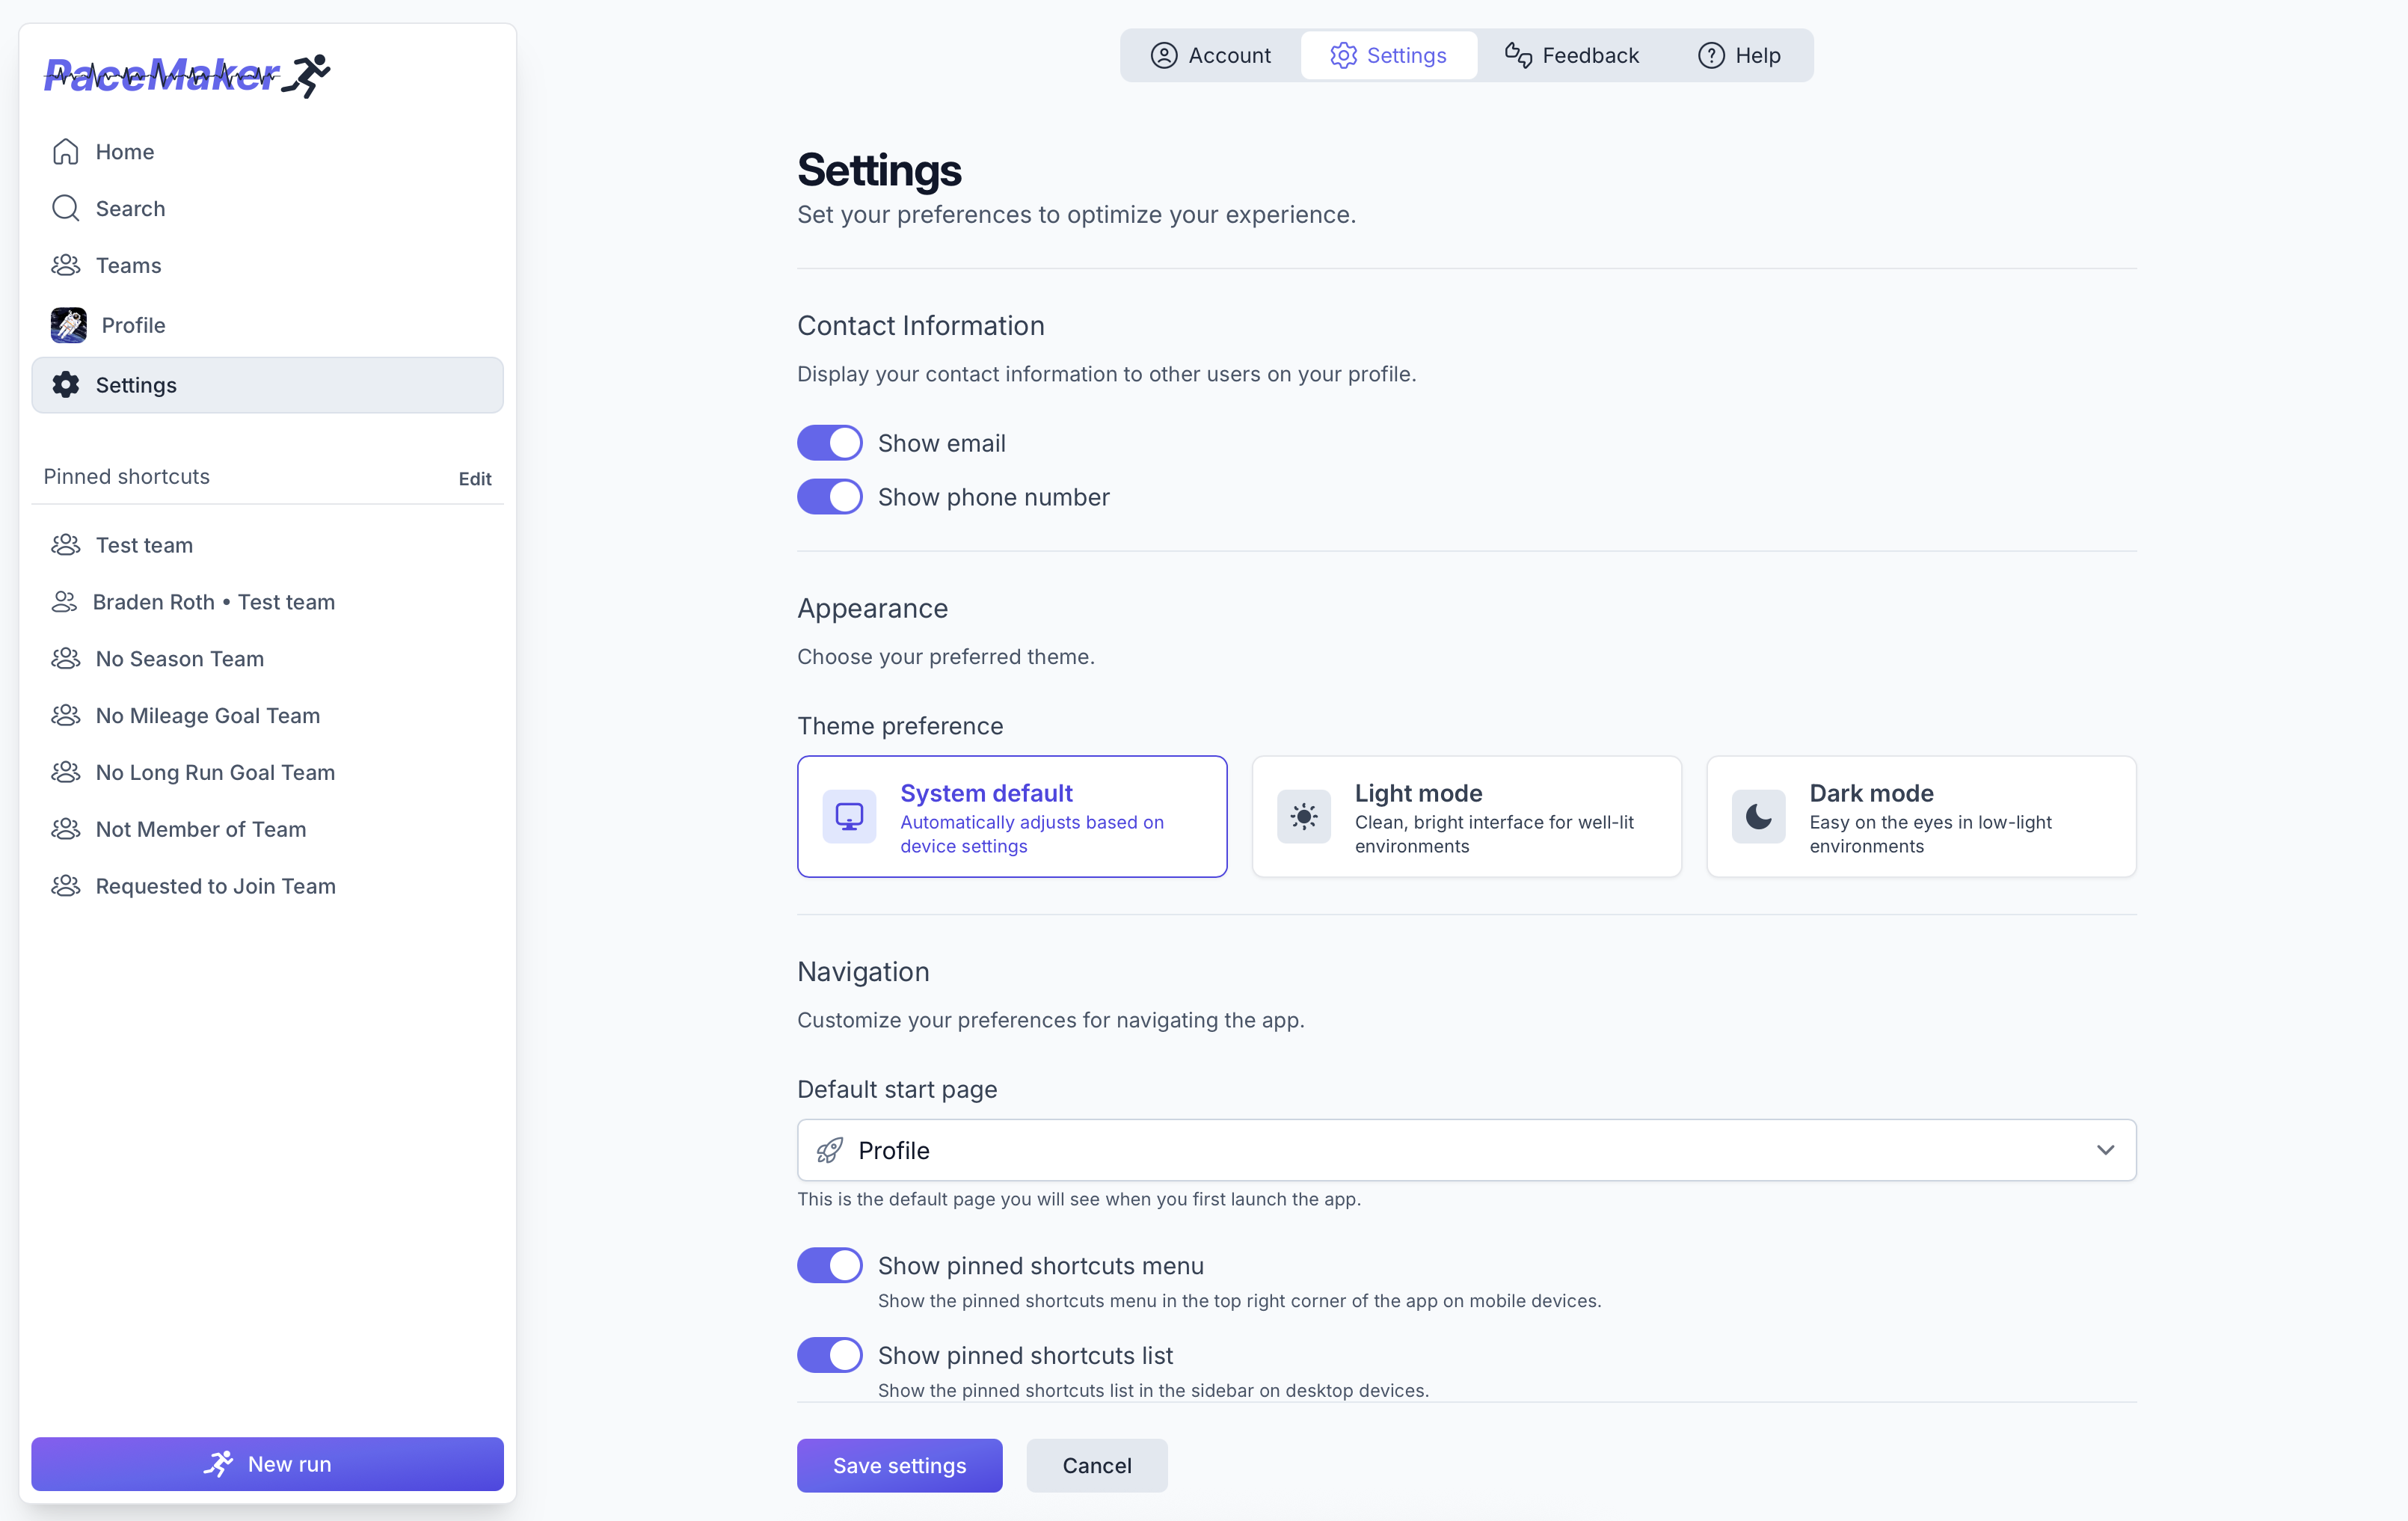 PaceMaker
Home
Search
Teams
Profile
Settings
Pinned shortcuts
Edit
Test team
Braden Roth • Test team
No Season Team
No Mileage Goal Team
No Long Run Goal Team
Not Member of Team
Requested to Join Team
New run
Account
Settings
Feedback
Help
Settings
Set your preferences to optimize your experience.
Contact Information
Display your contact information to other users on your profile.
Show email
Show phone number
Appearance
Choose your preferred theme.
Theme preference
System default
Automatically adjusts based on
device settings
Light mode
Clean, bright interface for well-lit
environments
Dark mode
Easy on the eyes in low-light
environments
Navigation
Customize your preferences for navigating the app.
Default start page
Profile
This is the default page you will see when you first launch the app.
Show pinned shortcuts menu
Show the pinned shortcuts menu in the top right corner of the app on mobile devices.
Show pinned shortcuts list
Show the pinned shortcuts list in the sidebar on desktop devices.
Save settings
Cancel